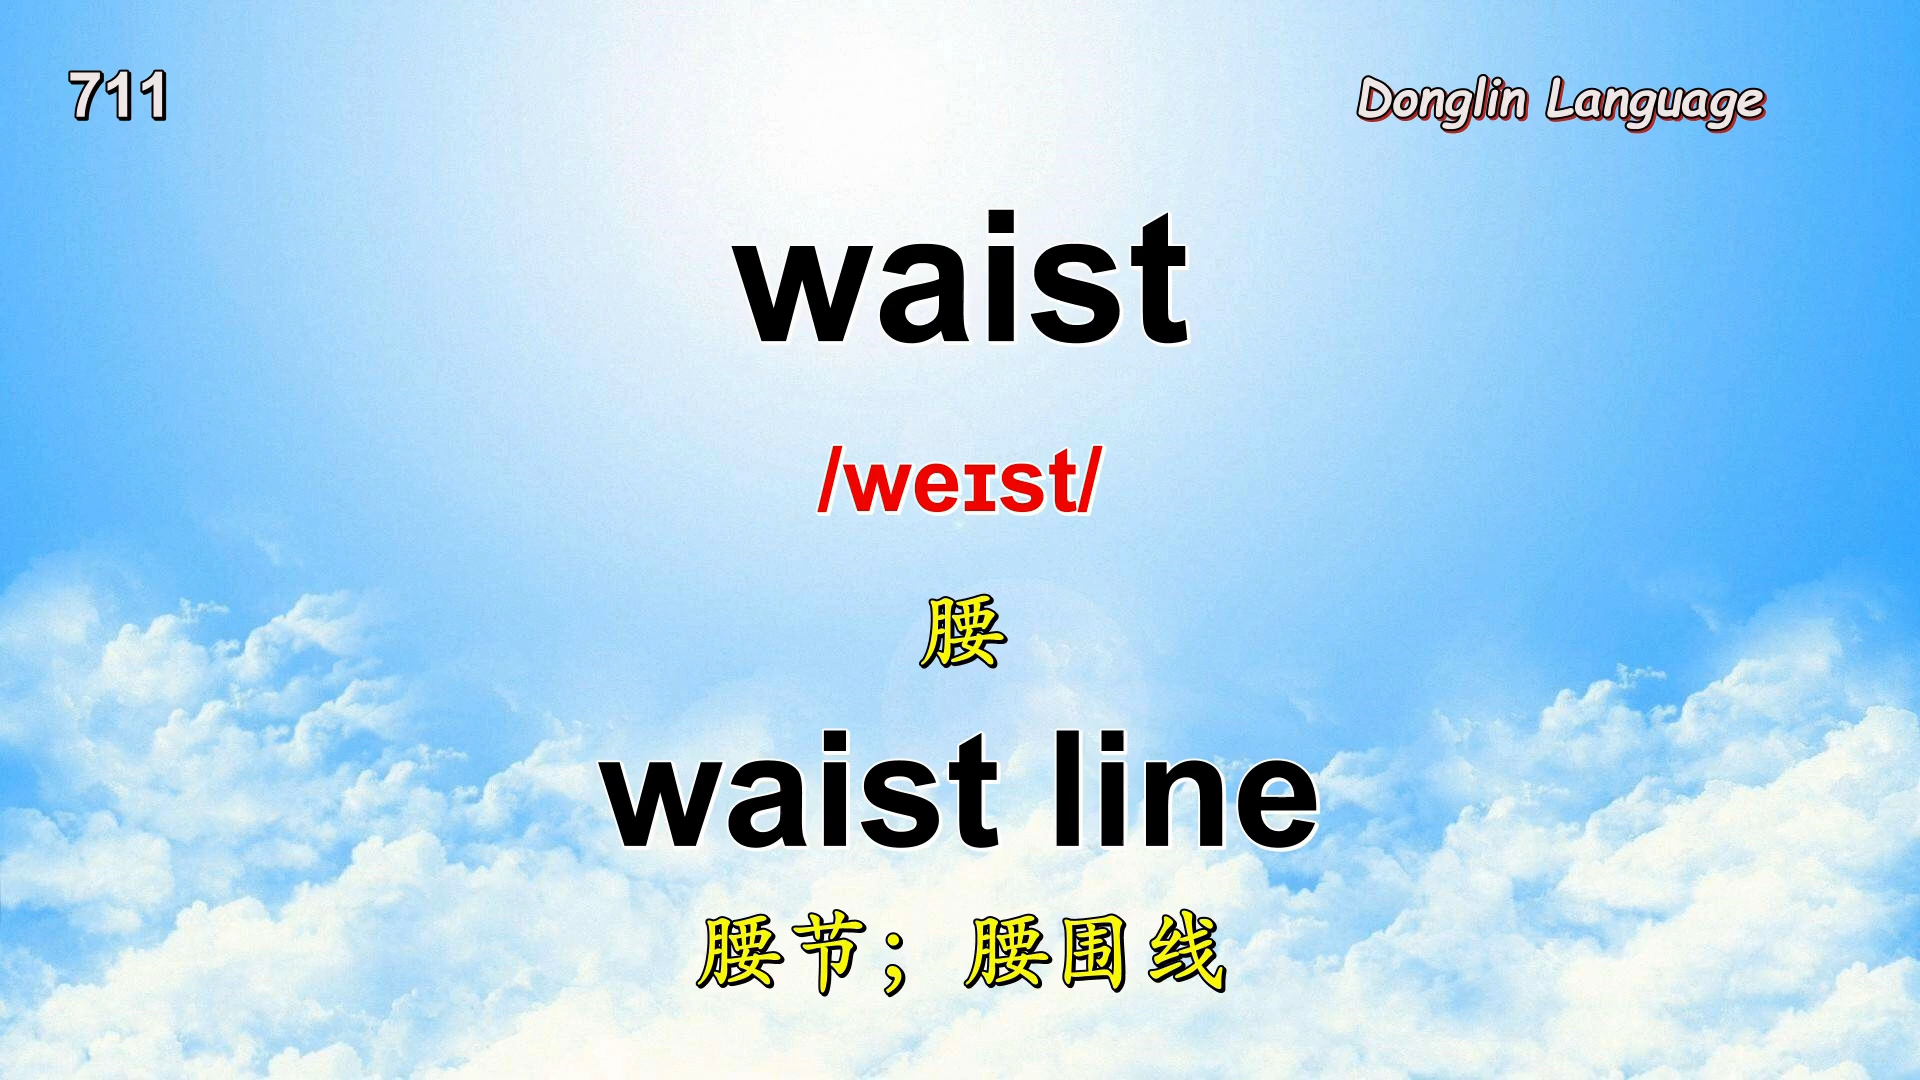 711
Donglin Language
waist
/weɪst/
腰
waist line
腰节；腰围线